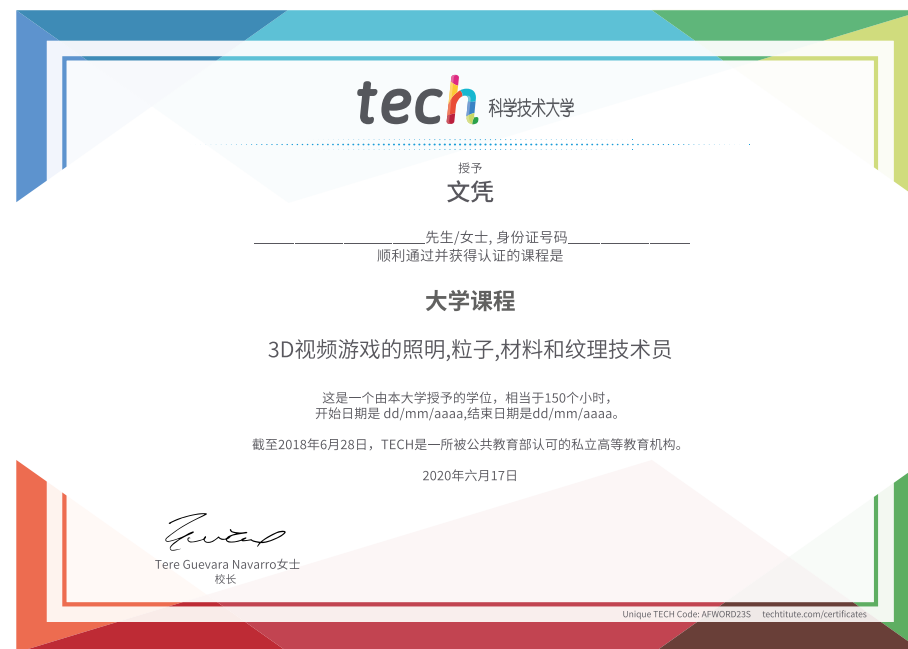 tech 科学技术大学
授予
文凭
先生/女士, 身份证号码
顺利通过并获得认证的课程是
大学课程
3D视频游戏的照明,粒子,材料和纹理技术员
这是一个由本大学授予的学位，相当于150个小时，
开始日期是 dd/mm/aaaa,结束日期是dd/mm/aaaa。
截至2018年6月28日，TECH是一所被公共教育部认可的私立高等教育机构。
2020年六月17日
Tere Guevara Navarro女士
校长
Unique TECH Code: AFWORD23S techtitute.com/certificates